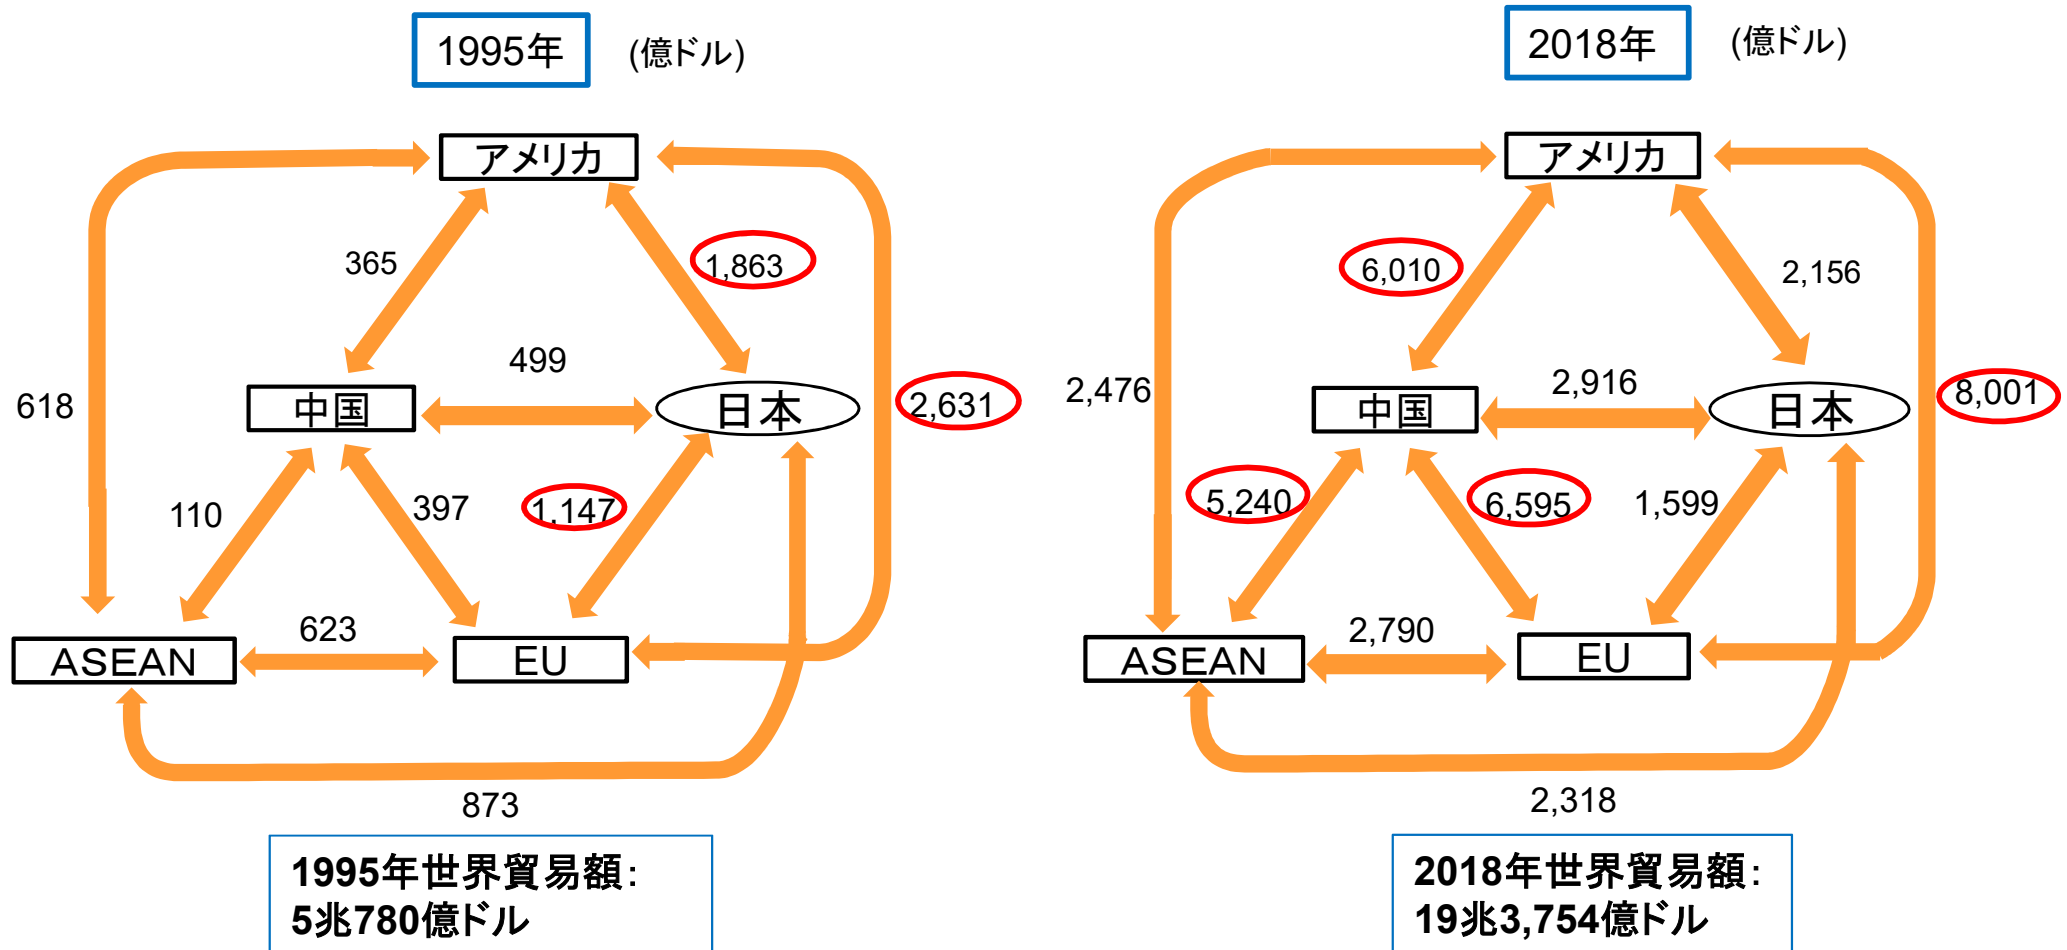 1995年
(億ドル)
アメリカ
365
1,863
499
618
中国
日本
2,631
110
397
1,147
623
ASEAN
EU
873
1995年世界貿易額：
5兆780億ドル
2018年
(億ドル)
アメリカ
6,010
2,156
2,916
2,476
中国
日本
8,001
5,240
6,595
1,599
2,790
ASEAN
EU
2,318
2018年世界貿易額：
19兆3,754億ドル